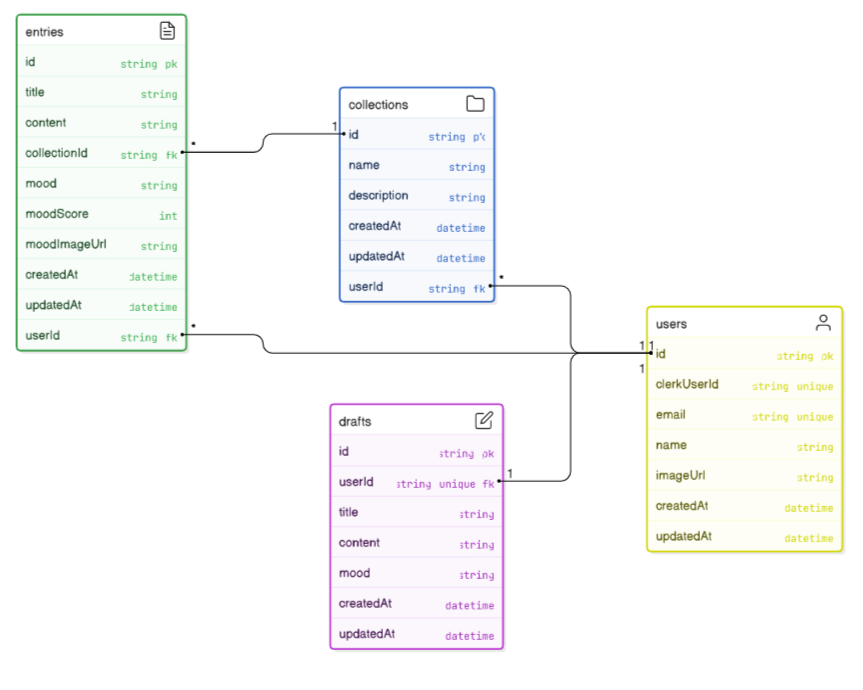 entries
id string pk
title string
content string
collectionId string fk
mood string
moodScore int
moodImageUrl string
createdAt datetime
updatedAt datetime
userId string fk
*
*
collections
1
id string pk
name string
description string
createdAt datetime
updatedAt datetime
userId string fk
*
drafts
id string pk
userId string unique fk
1
title string
content string
mood string
createdAt datetime
updatedAt datetime
users
1 1
1
id string pk
clerkUserId string unique
email string unique
name string
imageUrl string
createdAt datetime
updatedAt datetime